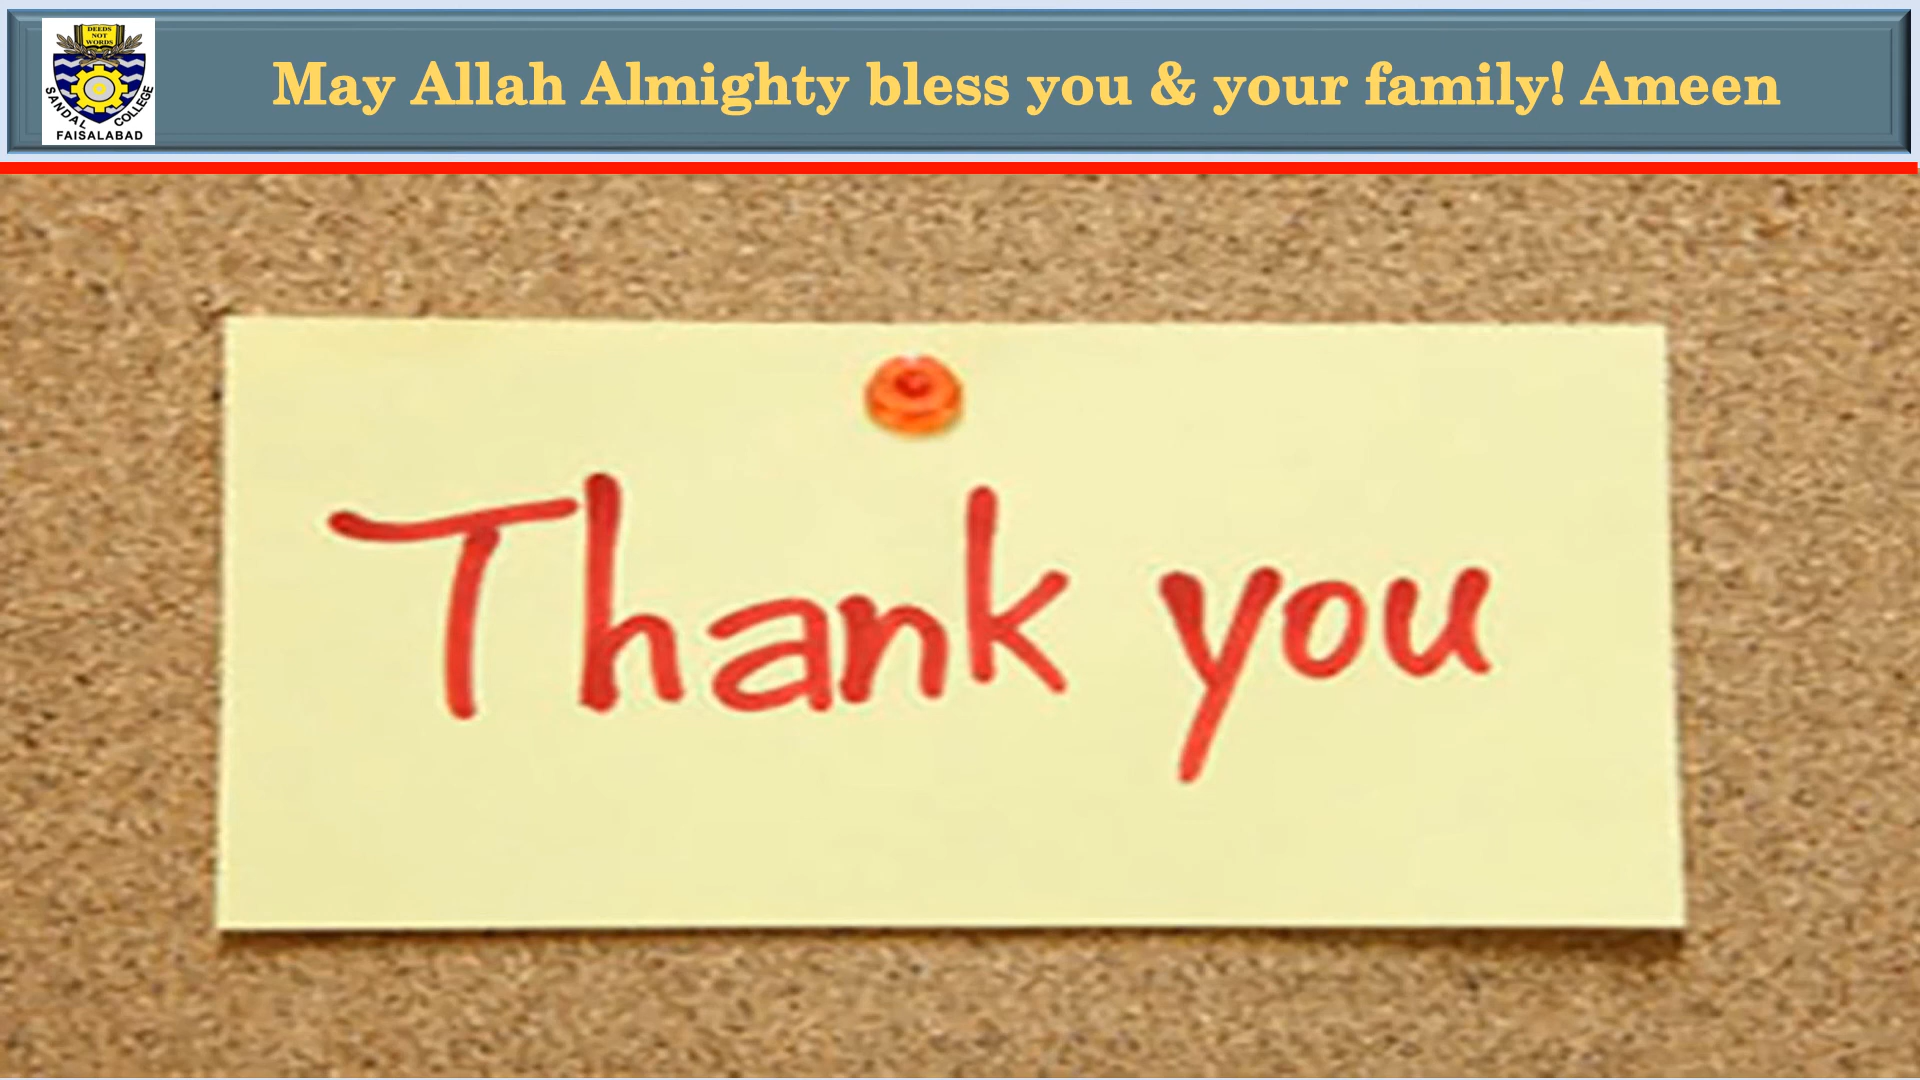 DEEDS
NOT
WORDS
SANDAL COLLEGE
FAISALABAD
May Allah Almighty bless you & your family! Ameen
Thank you